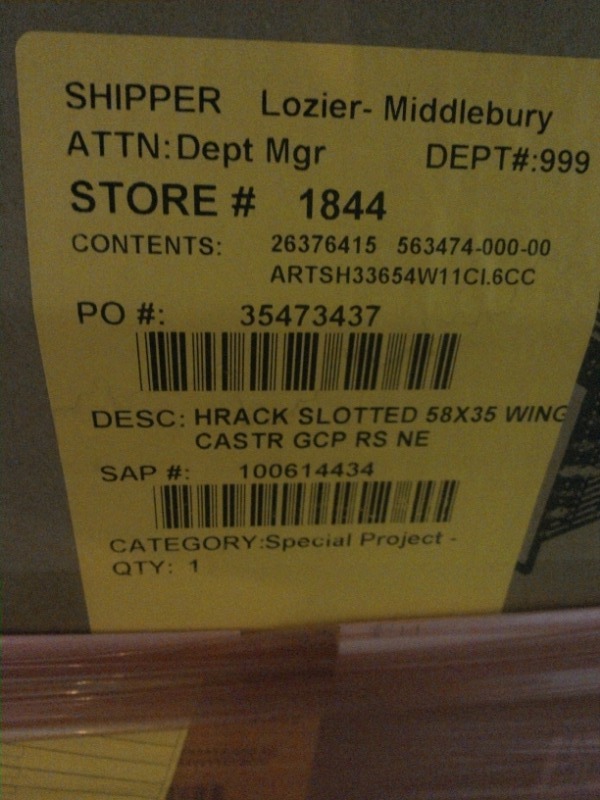 SHIPPER Lozier- Middlebury
ATTN:Dept Mgr DEPT#:999
STORE # 1844
CONTENTS: 26376415 563474-000-00
ARTSH33654W11CI.6CC
PO #: 35473437
DESC: HRACK SLOTTED 58X35 WING
CASTR GCP RS NE
SAP #: 100614434
CATEGORY:Special Project -
QTY: 1